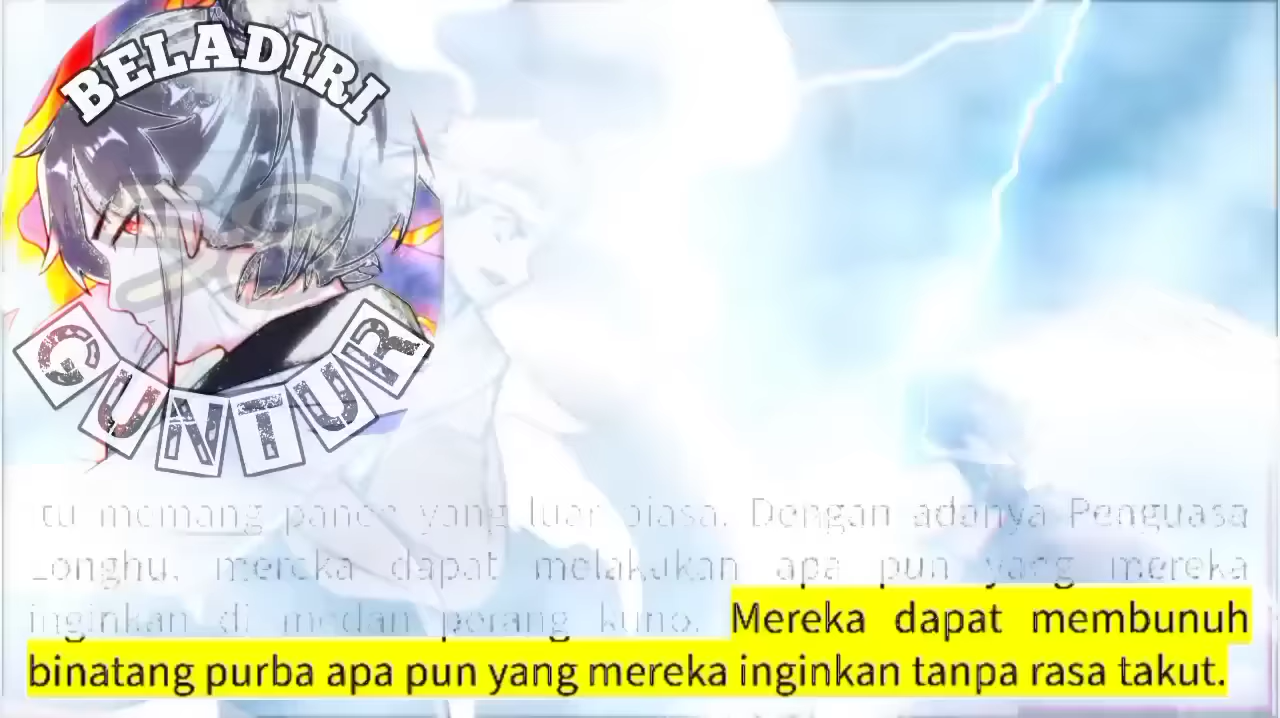 BELADIRI
GUNTUR
itu memang pande yang luar biasa. Dengan adanya Penguasa
Longhu, mereka dapat melakukan apa pun yang mereka
inginkan di medan perang kuno. Mereka dapat membunuh
binatang purba apa pun yang mereka inginkan tanpa rasa takut.